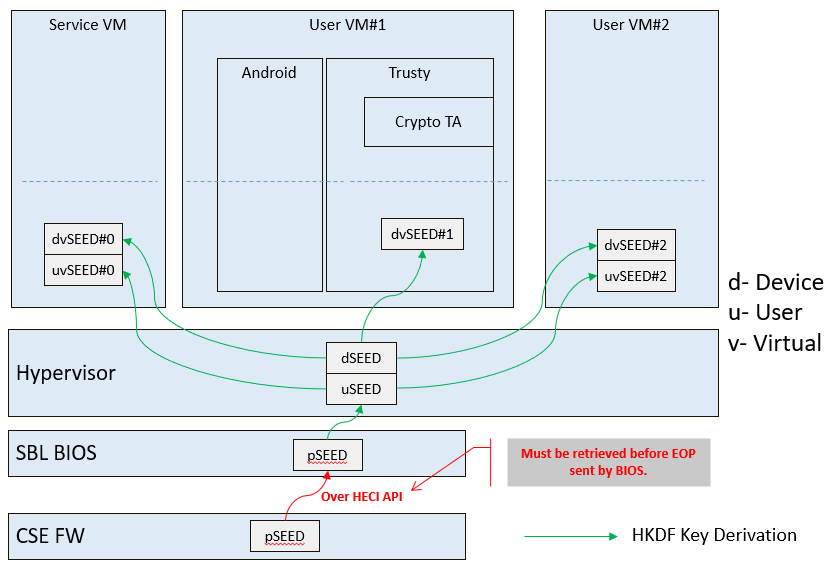 Service VM
User VM#1
User VM#2
Android
Trusty
Crypto TA
dvSEED#0
uvSEED#0
dvSEED#1
dvSEED#2
uvSEED#2
d- Device
u- User
v- Virtual
Hypervisor
dSEED
uSEED
SBL BIOS
pSEED
Must be retrieved before EOP
sent by BIOS.
Over HECI API
CSE FW
pSEED
HKDF Key Derivation